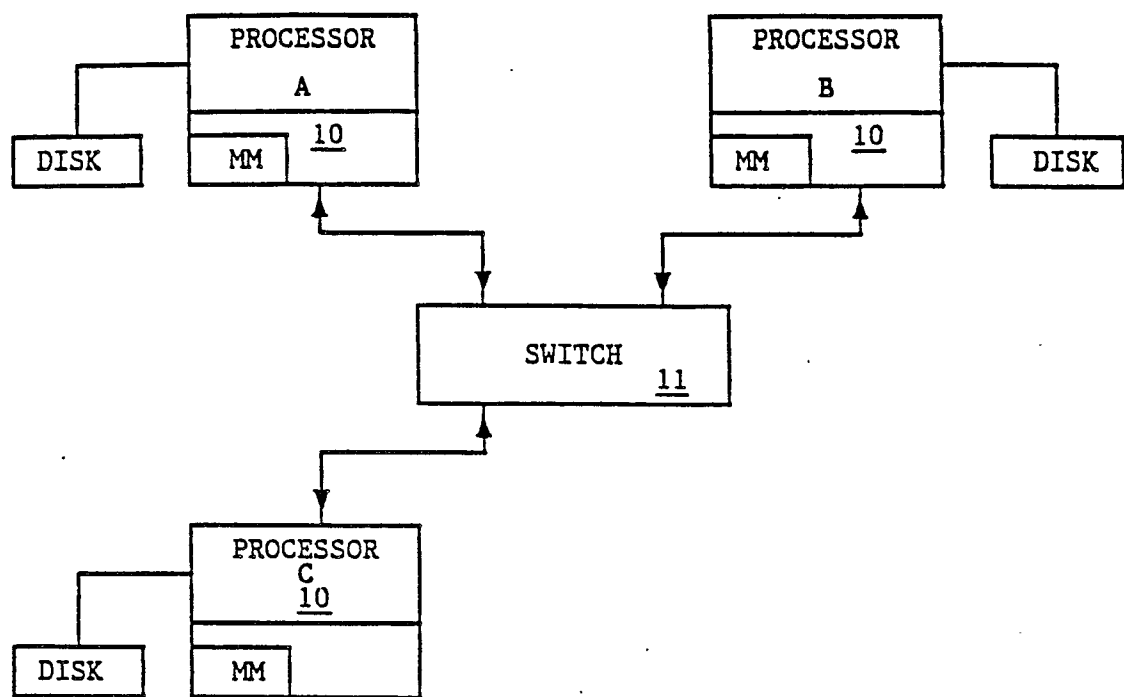 PROCESSOR
A
10
MM
DISK
PROCESSOR
B
10
MM
DISK
SWITCH
11
PROCESSOR
C
10
MM
DISK